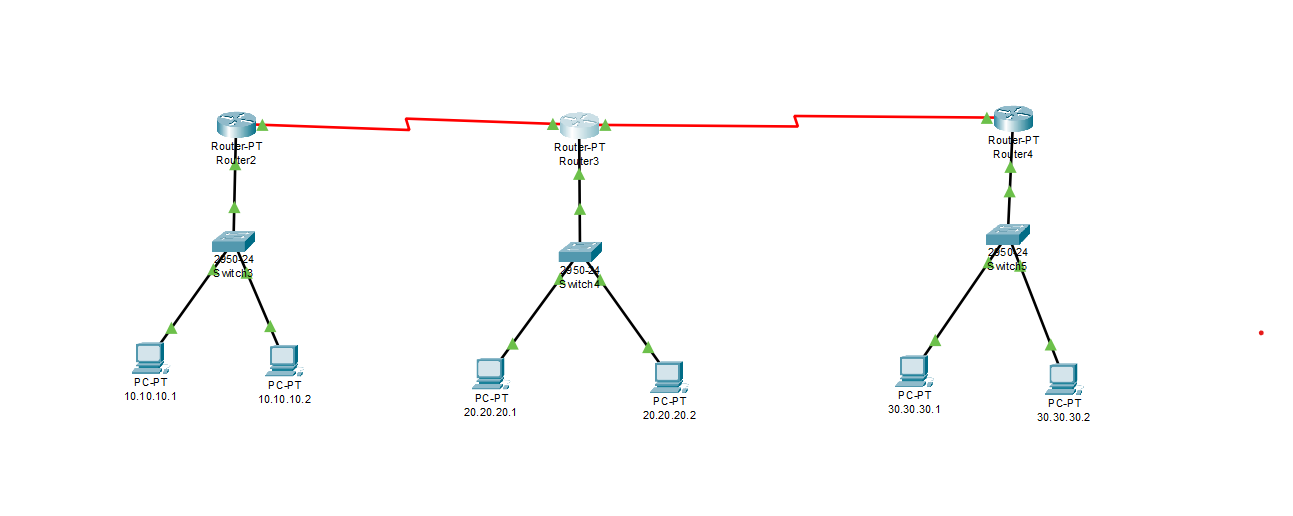 Router-PT
Router2
Router-PT
Router3
Router-PT
Router4
2950-24
Switch3
2950-24
Switch4
2950-24
Switch5
PC-PT
10.10.10.1
PC-PT
10.10.10.2
PC-PT
20.20.20.1
PC-PT
20.20.20.2
PC-PT
30.30.30.1
PC-PT
30.30.30.2